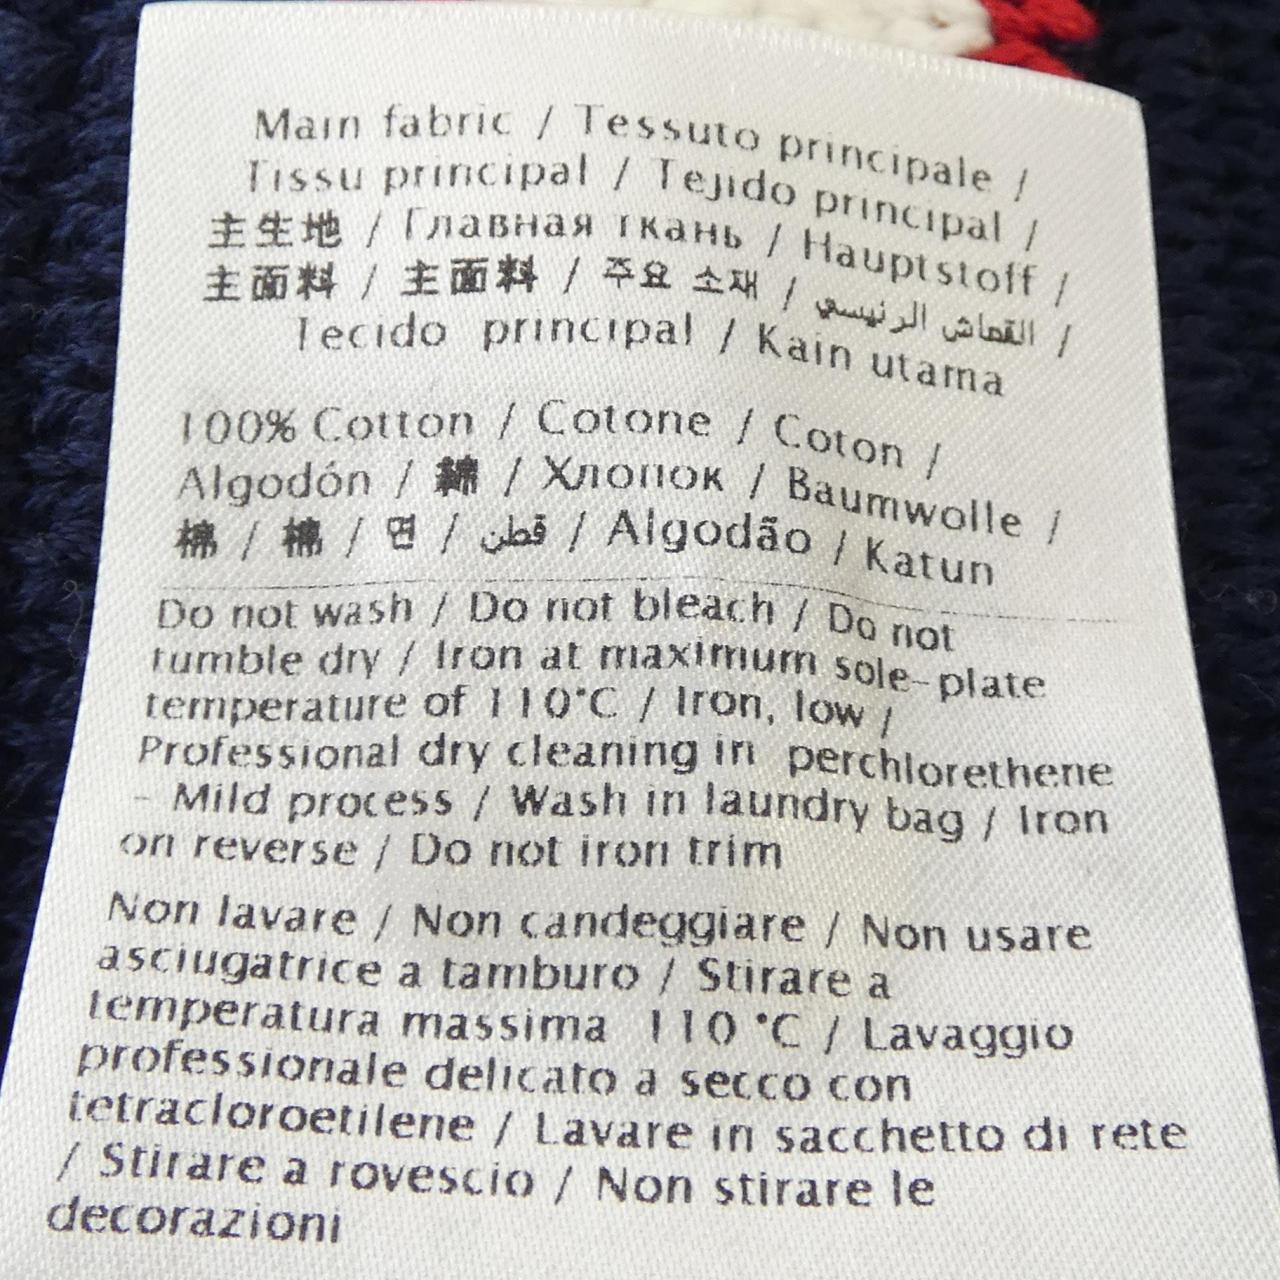 Main fabric / Tessuto principale /
Tissu principal / Tejido principal /
主生地 / Главная ткань / Hauptstoff /
主面料 / 主面料 / 주요 소재 / القماش الرئيسي /
Tecido principal / Kain utama
100% Cotton / Cotone / Coton /
Algodón / 綿 / Хлопок / Baumwolle /
棉 / 棉 / 면 / قطن / Algodão / Katun
Do not wash / Do not bleach / Do not
tumble dry / Iron at maximum sole-plate
temperature of 110°C / Iron, low /
Professional dry cleaning in perchlorethene
- Mild process / Wash in laundry bag / Iron
on reverse / Do not iron trim
Non lavare / Non candeggiare / Non usare
asciugatrice a tamburo / Stirare a
temperatura massima 110 °C / Lavaggio
professionale delicato a secco con
tetracloroetilene / Lavare in sacchetto di rete
/ Stirare a rovescio / Non stirare le
decorazioni